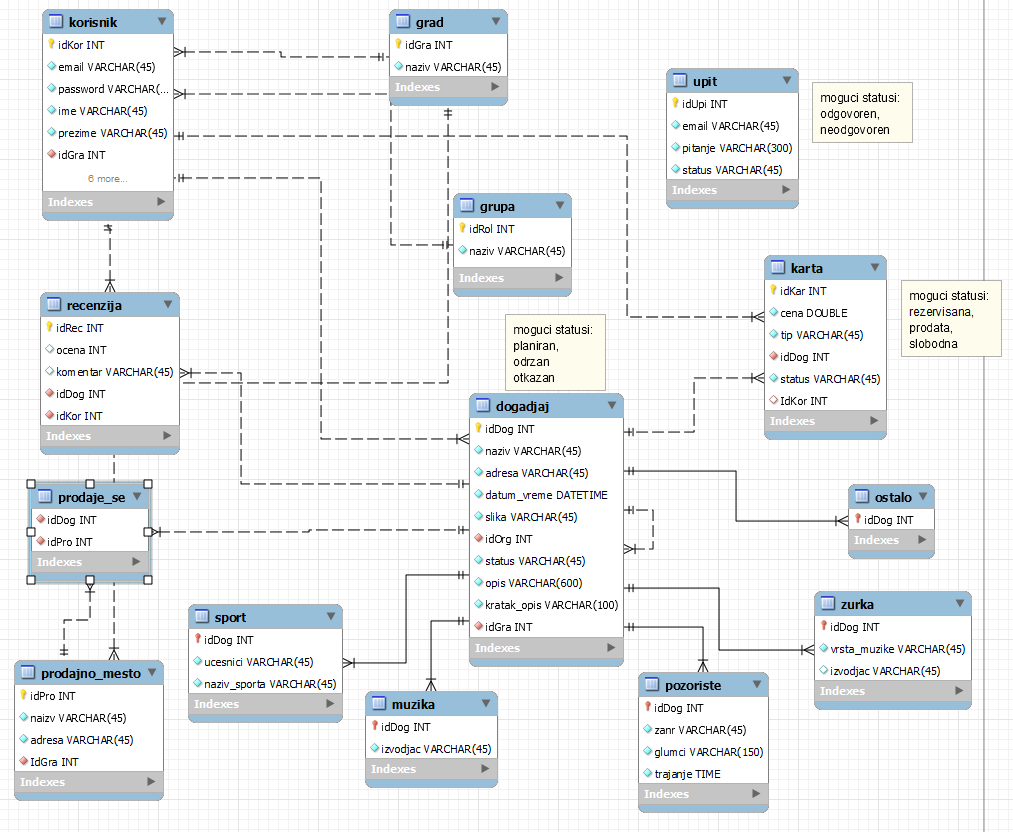 korisnik
idKor INT
email VARCHAR(45)
password VARCHAR(...
ime VARCHAR(45)
prezime VARCHAR(45)
idGra INT
6 more...
Indexes
grad
idGra INT
naziv VARCHAR(45)
Indexes
upit
idUpi INT
email VARCHAR(45)
pitanje VARCHAR(300)
status VARCHAR(45)
Indexes
moguci statusi:
odgovoren,
neodgovoren
grupa
idRol INT
naziv VARCHAR(45)
Indexes
karta
idKar INT
cena DOUBLE
tip VARCHAR(45)
idDog INT
status VARCHAR(45)
IdKor INT
Indexes
moguci statusi:
rezervisana,
prodata,
slobodna
recenzija
idRec INT
ocena INT
komentar VARCHAR(45)
idDog INT
idKor INT
Indexes
moguci statusi:
planiran,
odrzan
otkazan
dogadjaj
idDog INT
naziv VARCHAR(45)
adresa VARCHAR(45)
datum_vreme DATETIME
slika VARCHAR(45)
idOrg INT
status VARCHAR(45)
opis VARCHAR(600)
kratak_opis VARCHAR(100)
idGra INT
Indexes
prodaje_se
idDog INT
idPro INT
Indexes
ostalo
idDog INT
Indexes
sport
idDog INT
ucesnici VARCHAR(45)
naziv_sporta VARCHAR(45)
Indexes
zurka
idDog INT
vrsta_muzike VARCHAR(45)
izvodjac VARCHAR(45)
Indexes
prodajno_mesto
idPro INT
naizv VARCHAR(45)
adresa VARCHAR(45)
IdGra INT
Indexes
muzika
idDog INT
izvodjac VARCHAR(45)
Indexes
pozoriste
idDog INT
zanr VARCHAR(45)
glumci VARCHAR(150)
trajanje TIME
Indexes